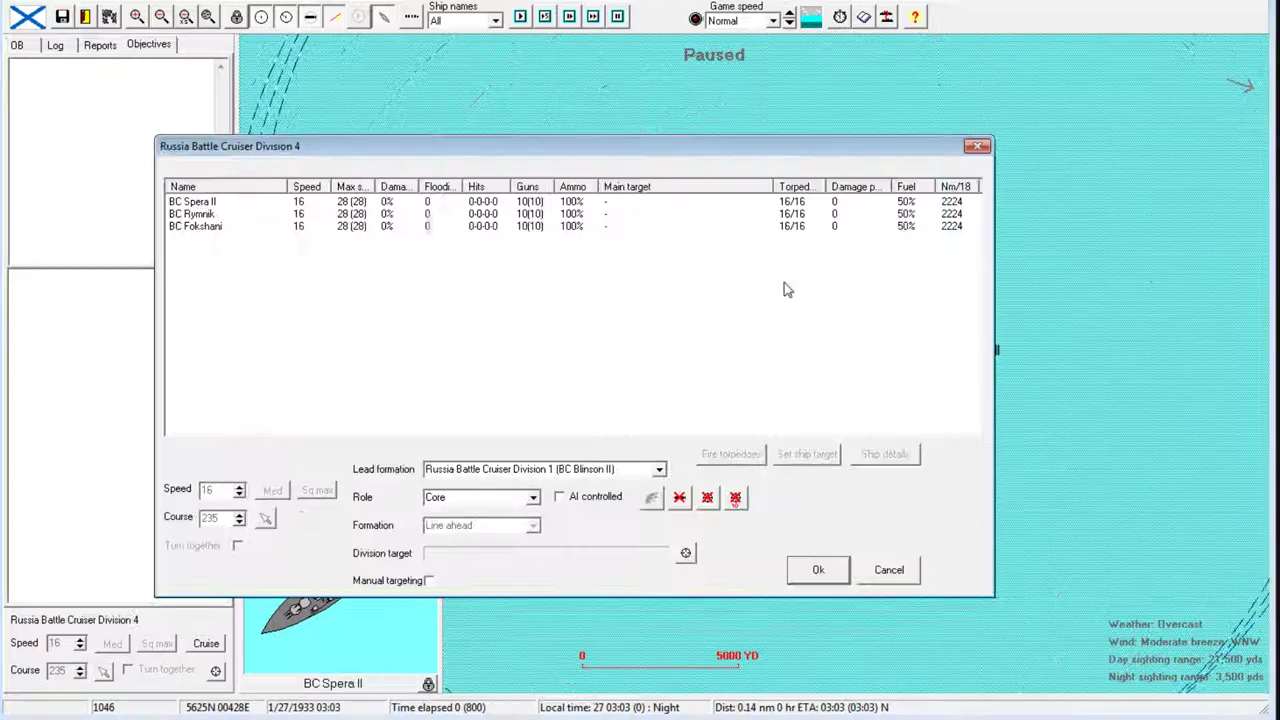 Ship names
All
Game speed
Normal
OB Log Reports Objectives
Paused
Russia Battle Cruiser Division 4
Name Speed Max s... Dama... Floodi... Hits Guns Ammo Main target Torped... Damage p... Fuel Nm/18
BC Spera II 16 28 (28) 0% 0 0-0-0-0 10(10) 100% - 16/16 0 50% 2224
BC Rymnik 16 28 (28) 0% 0 0-0-0-0 10(10) 100% - 16/16 0 50% 2224
BC Fokshani 16 28 (28) 0% 0 0-0-0-0 10(10) 100% - 16/16 0 50% 2224
Fire torpedoes Set ship target Ship details
Lead formation Russia Battle Cruiser Division 1 (BC Blinson II)
Speed 16 Med Sq max
Role Core AI controlled
Course 235
Formation Line ahead
Turn together
Division target
Manual targeting
Ok Cancel
Russia Battle Cruiser Division 4
Speed 16 Med Sq max Cruise
Course 235 Turn together
BC Spera II
0 5000 YD
Weather: Overcast
Wind: Moderate breeze WNW
Day sighting range: 21,500 yds
Night sighting range: 3,500 yds
1046 5625N 00428E 1/27/1933 03:03 Time elapsed 0 (800) Local time: 27 03:03 (0) : Night Dist: 0.14 nm 0 hr ETA: 03:03 (03:03) N